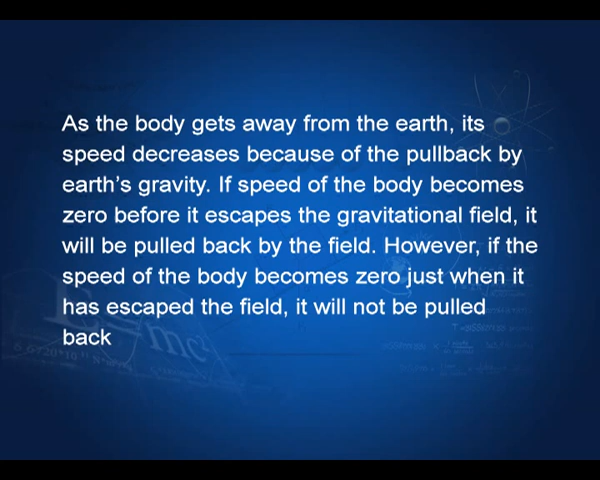 As the body gets away from the earth, its
speed decreases because of the pullback by
earth's gravity. If speed of the body becomes
zero before it escapes the gravitational field, it
will be pulled back by the field. However, if the
speed of the body becomes zero just when it
has escaped the field, it will not be pulled
back